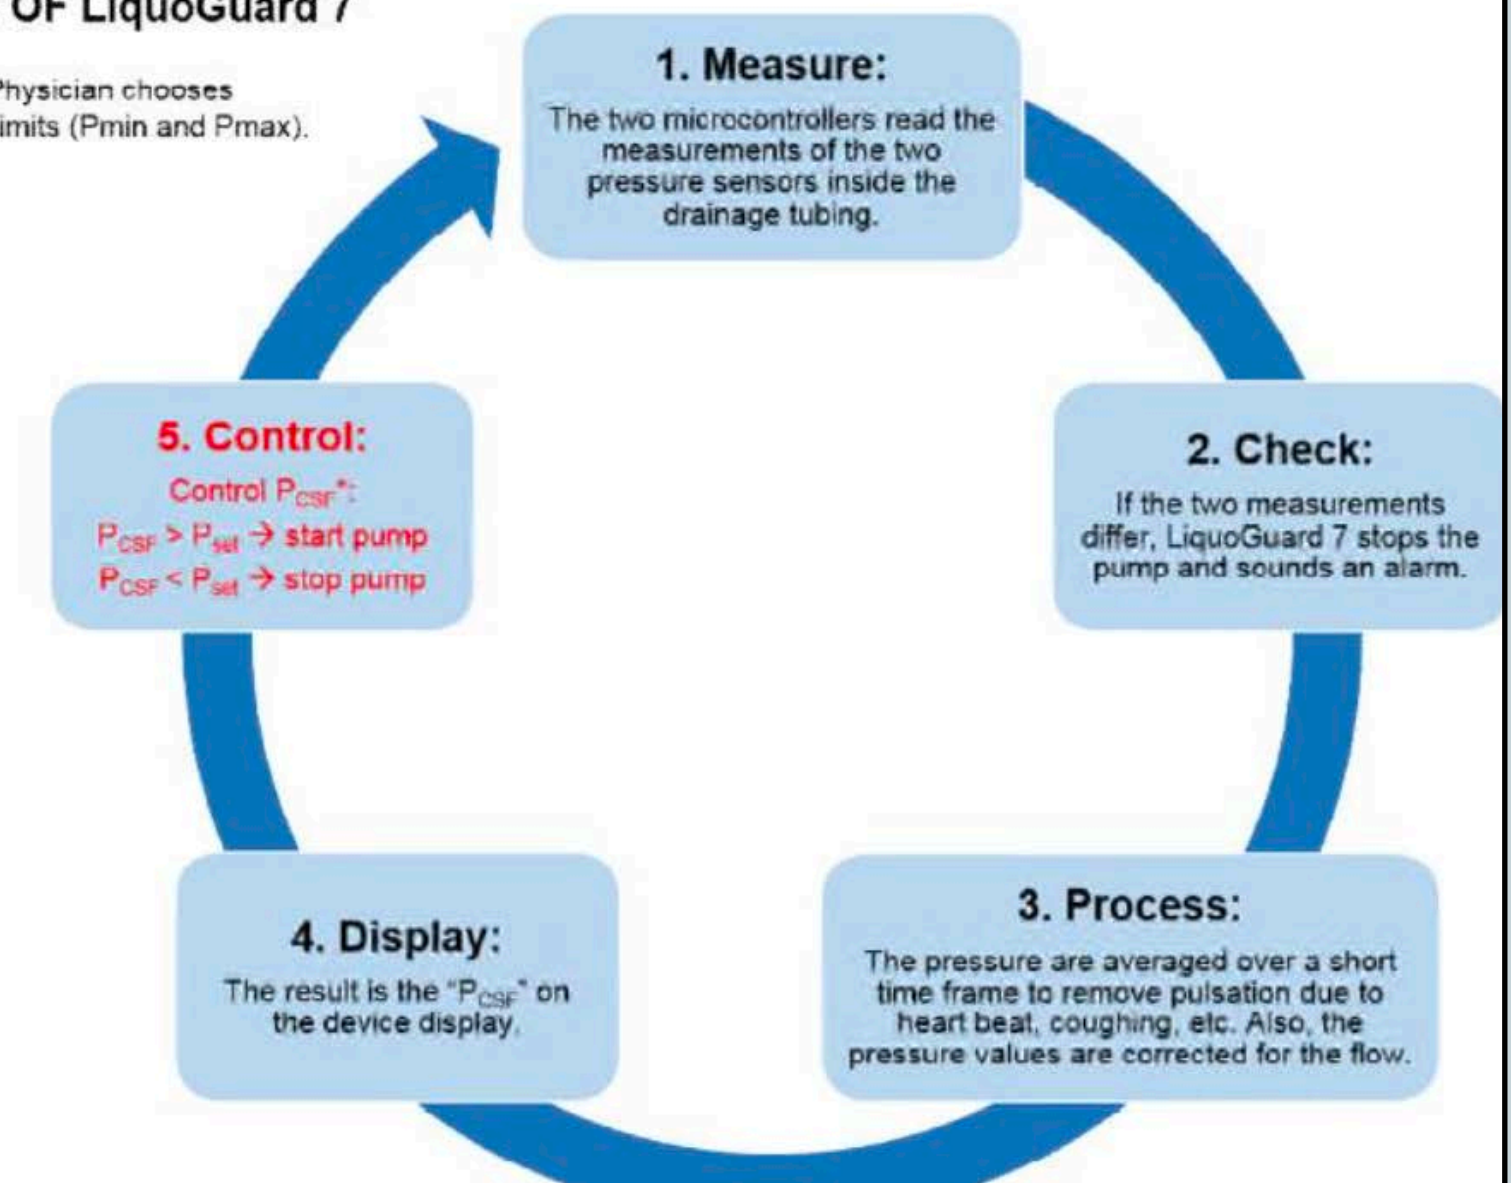 OF LiquoGuard 7
Physician chooses
limits (Pmin and Pmax).
1. Measure:
The two microcontrollers read the
measurements of the two
pressure sensors inside the
drainage tubing.
2. Check:
If the two measurements
differ, LiquoGuard 7 stops the
pump and sounds an alarm.
3. Process:
The pressure are averaged over a short
time frame to remove pulsation due to
heart beat, coughing, etc. Also, the
pressure values are corrected for the flow.
4. Display:
The result is the "PCSF" on
the device display.
5. Control:
Control PCSF*:
PCSF > Pset → start pump
PCSF < Pset → stop pump